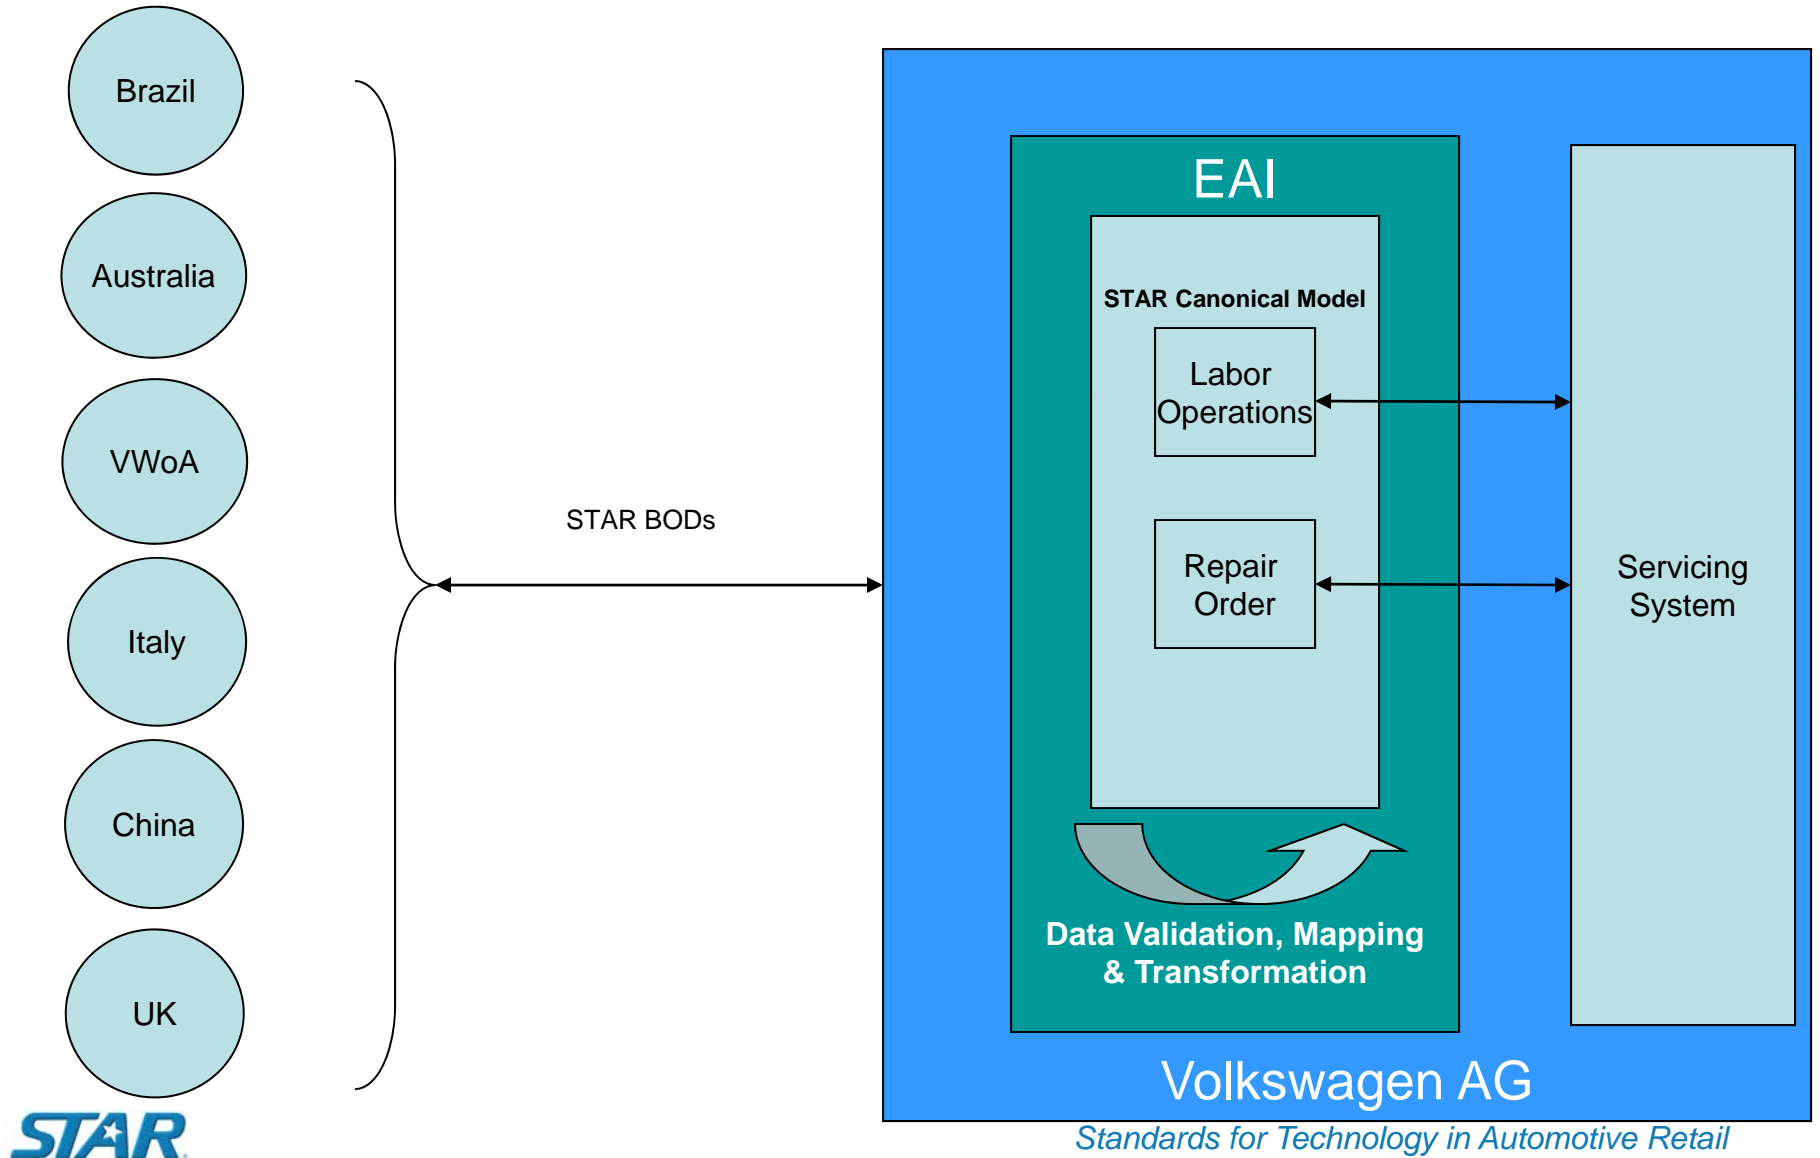 Brazil
Australia
VWoA
Italy
China
UK
STAR BODs
EAI
STAR Canonical Model
Labor
Operations
Repair
Order
Data Validation, Mapping
& Transformation
Servicing
System
Volkswagen AG
STAR
Standards for Technology in Automotive Retail